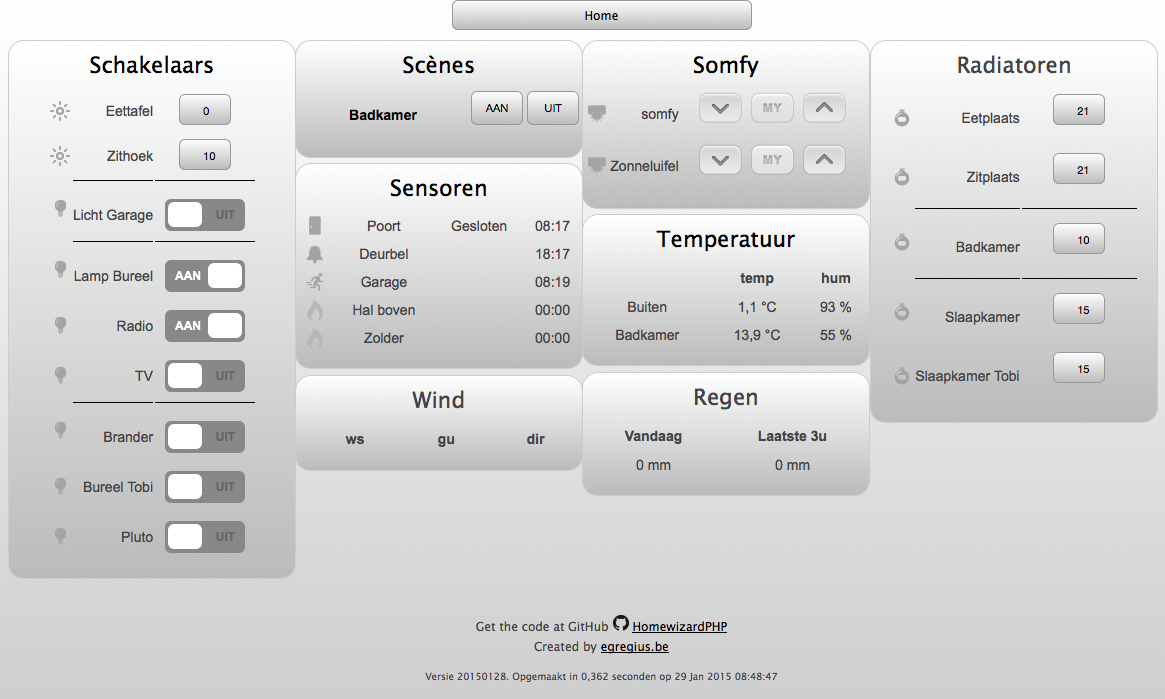 Home
Schakelaars
Eettafel 0
Zithoek 10
Licht Garage UIT
Lamp Bureel AAN
Radio AAN
TV UIT
Brander UIT
Bureel Tobi UIT
Pluto UIT
Scènes
Badkamer AAN UIT
Sensoren
Poort Gesloten 08:17
Deurbel 18:17
Garage 08:19
Hal boven 00:00
Zolder 00:00
Wind
ws gu dir
Somfy
somfy MY
Zonneluifel MY
Temperatuur
temp hum
Buiten 1,1 °C 93 %
Badkamer 13,9 °C 55 %
Regen
Vandaag Laatste 3u
0 mm 0 mm
Radiatoren
Eetplaats 21
Zitplaats 21
Badkamer 10
Slaapkamer 15
Slaapkamer Tobi 15
Get the code at GitHub HomewizardPHP
Created by egregius.be
Versie 20150128. Opgemaakt in 0,362 seconden op 29 Jan 2015 08:48:47